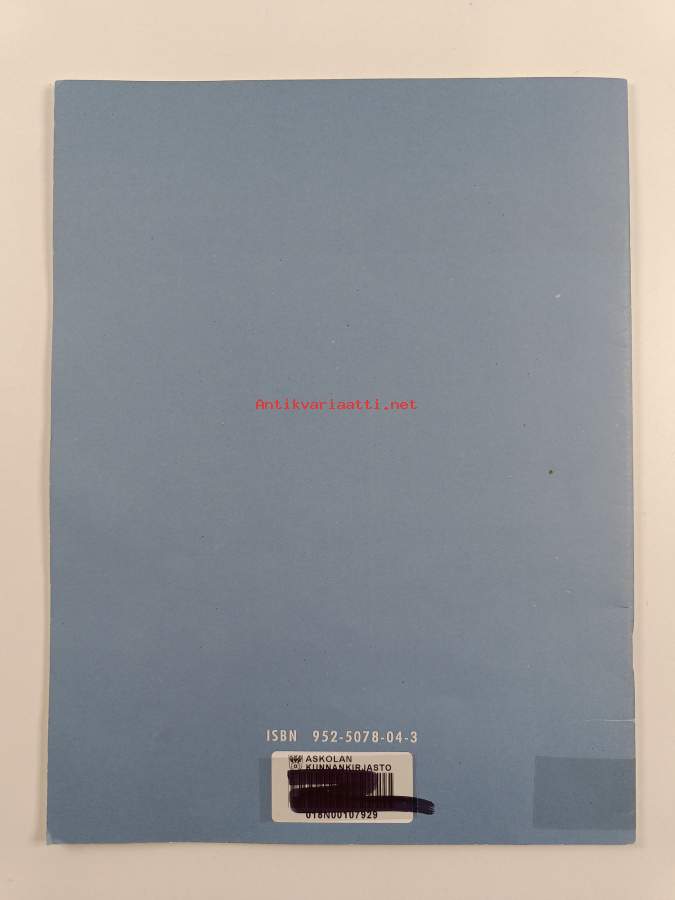 Antikvariaatti.net
ISBN 952-5078-04-3
ASKOLAN
KUNNANKIRJASTO
018N00107929